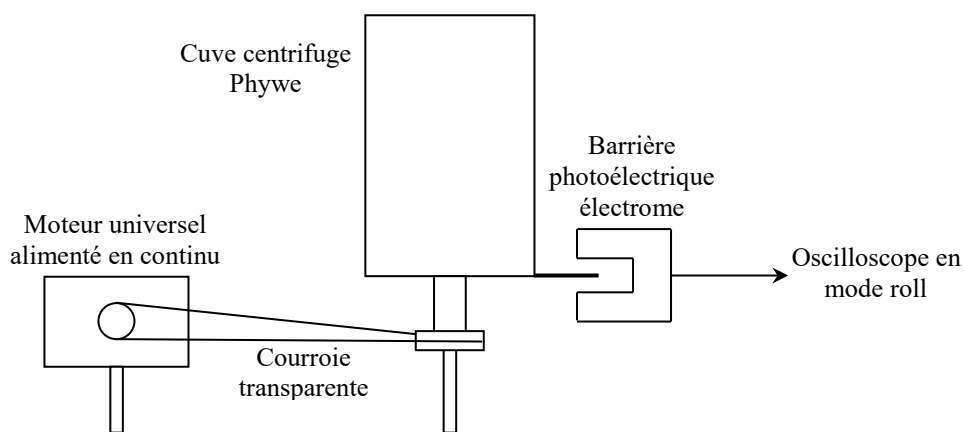 Cuve centrifuge
Phywe
Barrière
photoélectrique
électrome
Moteur universel
alimenté en continu
Oscilloscope en
mode roll
Courroie
transparente